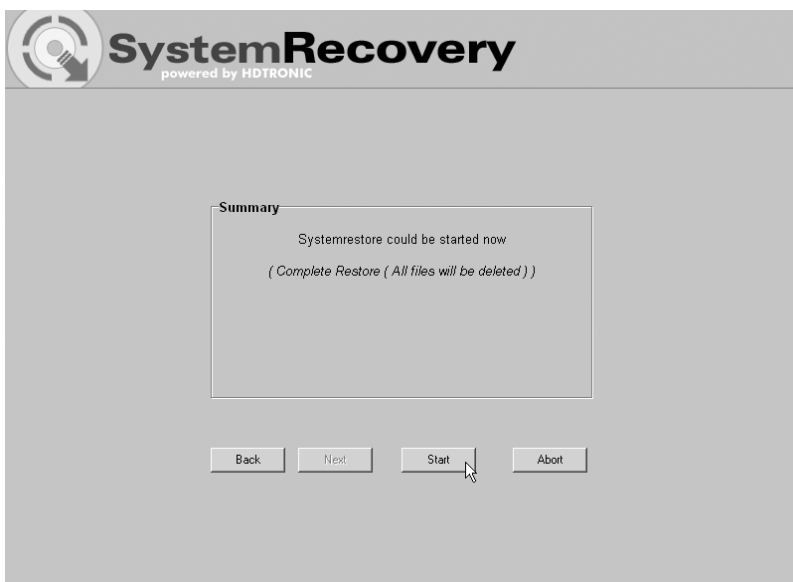 SystemRecovery
powered by HDTRONIC
Summary
Systemrestore could be started now
( Complete Restore ( All files will be deleted ) )
Back Next Start Abort